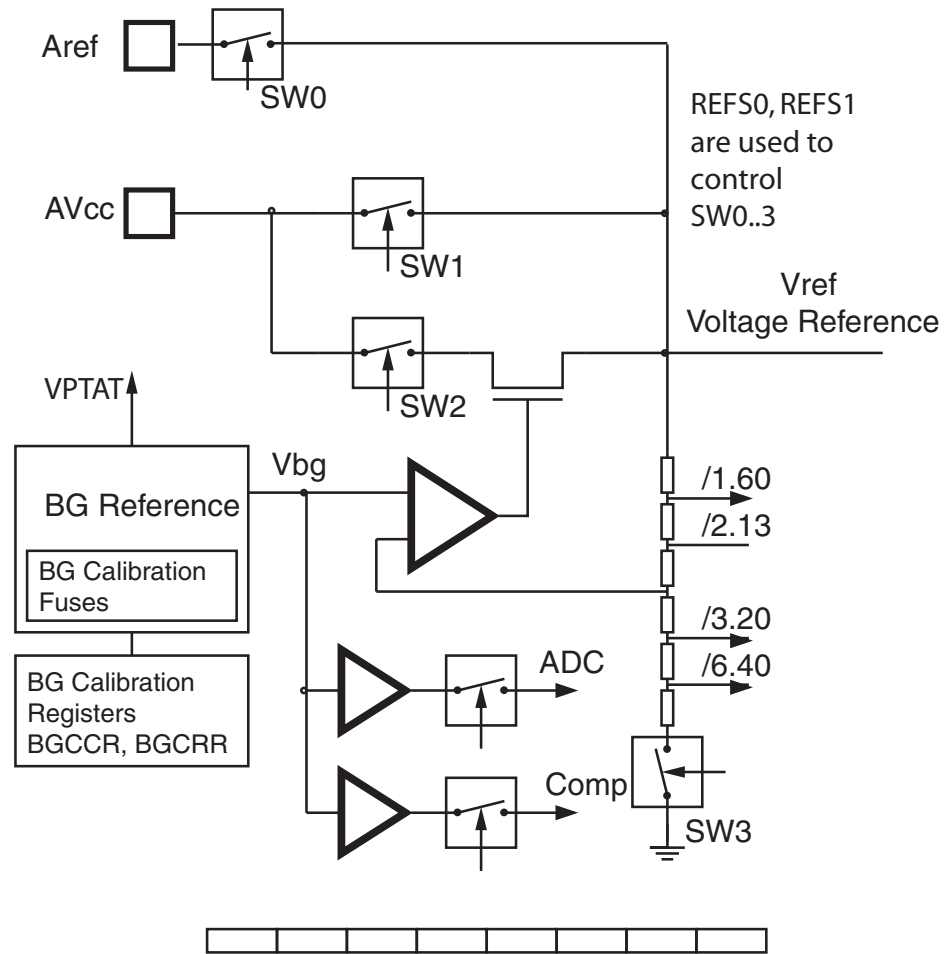 Aref
SW0
REFS0, REFS1
are used to
control
SW0..3
AVcc
SW1
Vref
Voltage Reference
SW2
VPTAT
Vbg
BG Reference
BG Calibration
Fuses
/1.60
/2.13
/3.20
/6.40
BG Calibration
Registers
BGCCR, BGCRR
ADC
Comp
SW3